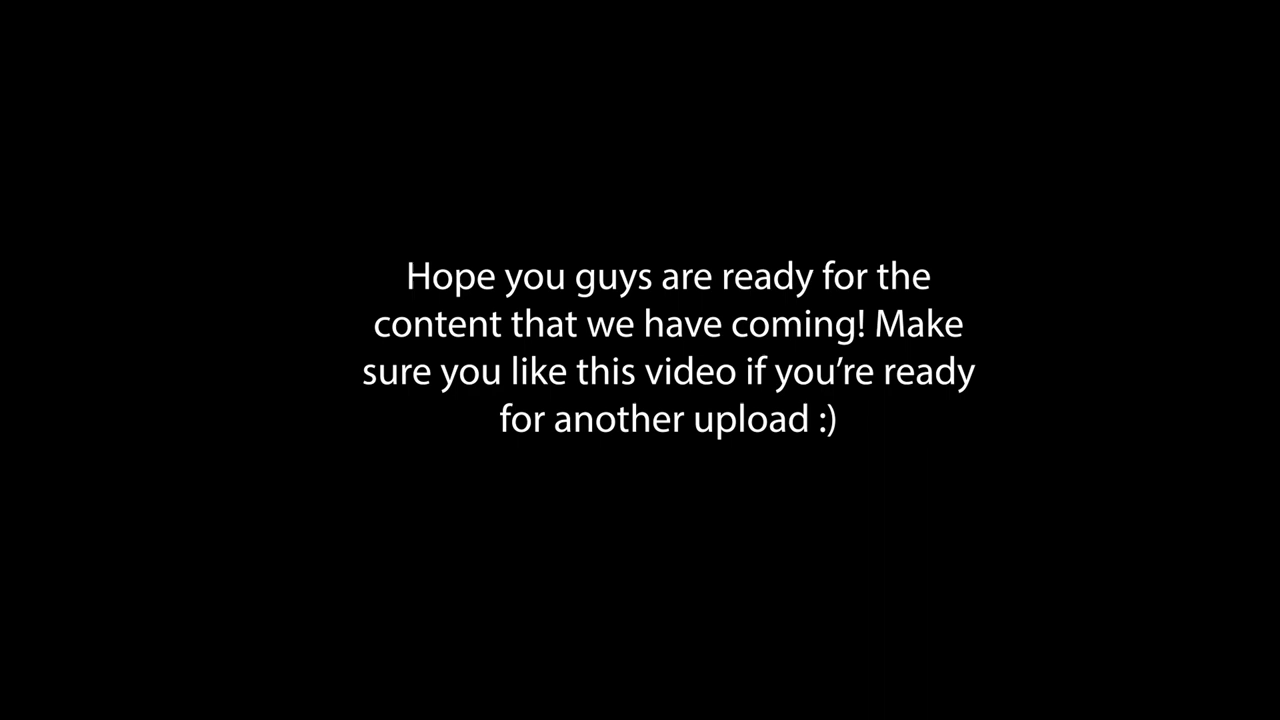 Hope you guys are ready for the
content that we have coming! Make
sure you like this video if you’re ready
for another upload :)